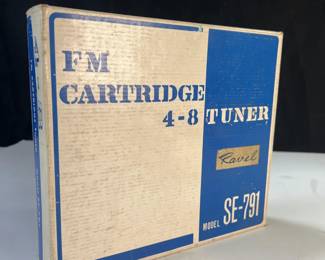 FM
CARTRIDGE
4-8 TUNER
Ravel
MODEL SE-791